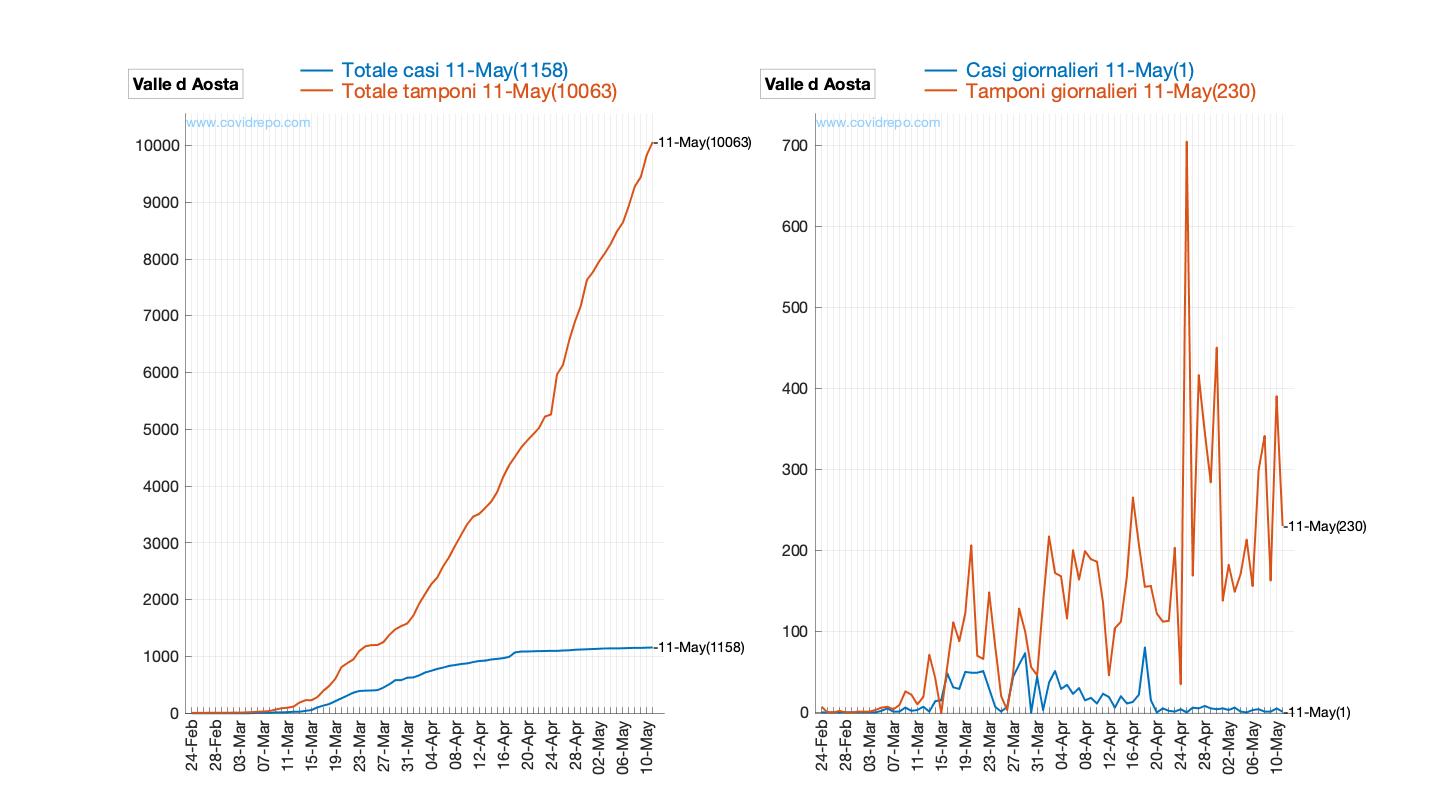 Valle d Aosta
Totale casi 11-May(1158)
Totale tamponi 11-May(10063)
www.covidrepo.com
10000
9000
8000
7000
6000
5000
4000
3000
2000
1000
0
11-May(10063)
11-May(1158)
24-Feb
28-Feb
03-Mar
07-Mar
11-Mar
15-Mar
19-Mar
23-Mar
27-Mar
31-Mar
04-Apr
08-Apr
12-Apr
16-Apr
20-Apr
24-Apr
28-Apr
02-May
06-May
10-May
Valle d Aosta
Casi giornalieri 11-May(1)
Tamponi giornalieri 11-May(230)
www.covidrepo.com
700
600
500
400
300
200
100
0
11-May(230)
11-May(1)
24-Feb
28-Feb
03-Mar
07-Mar
11-Mar
15-Mar
19-Mar
23-Mar
27-Mar
31-Mar
04-Apr
08-Apr
12-Apr
16-Apr
20-Apr
24-Apr
28-Apr
02-May
06-May
10-May